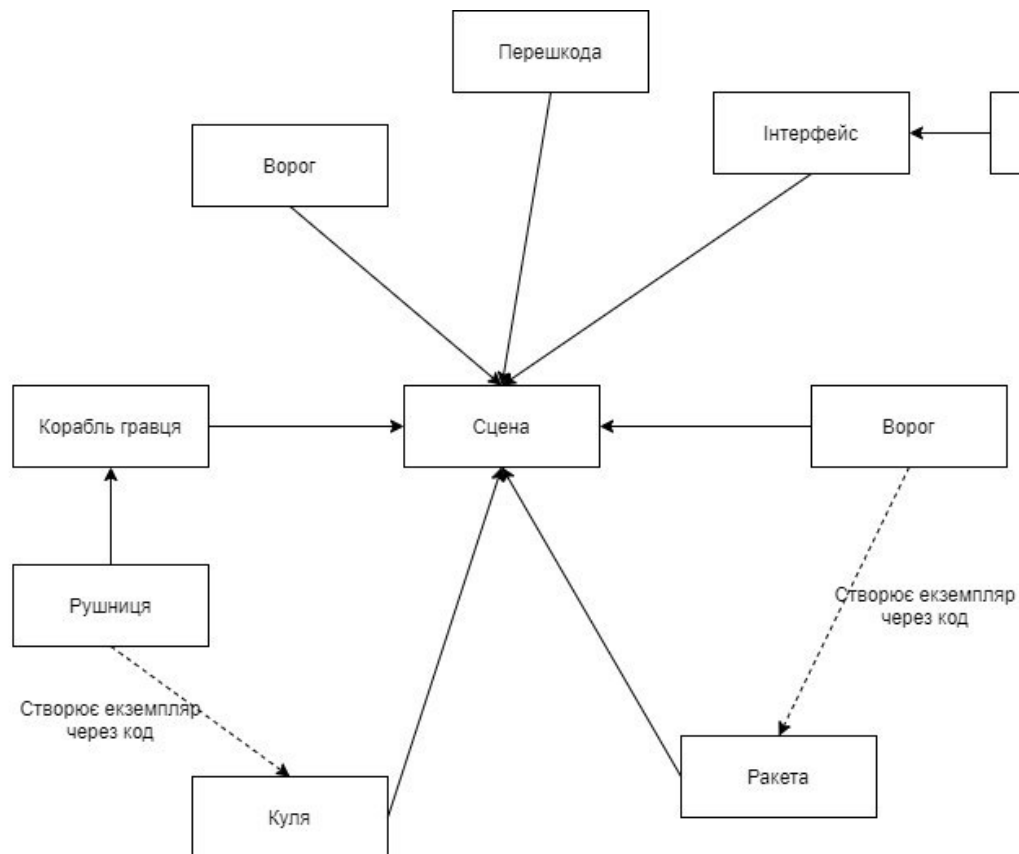 Перешкода
Інтерфейс
Ворог
Корабль гравця
Сцена
Ворог
Рушниця
Створює екземпляр
через код
Створює екземпляр
через код
Ракета
Куля